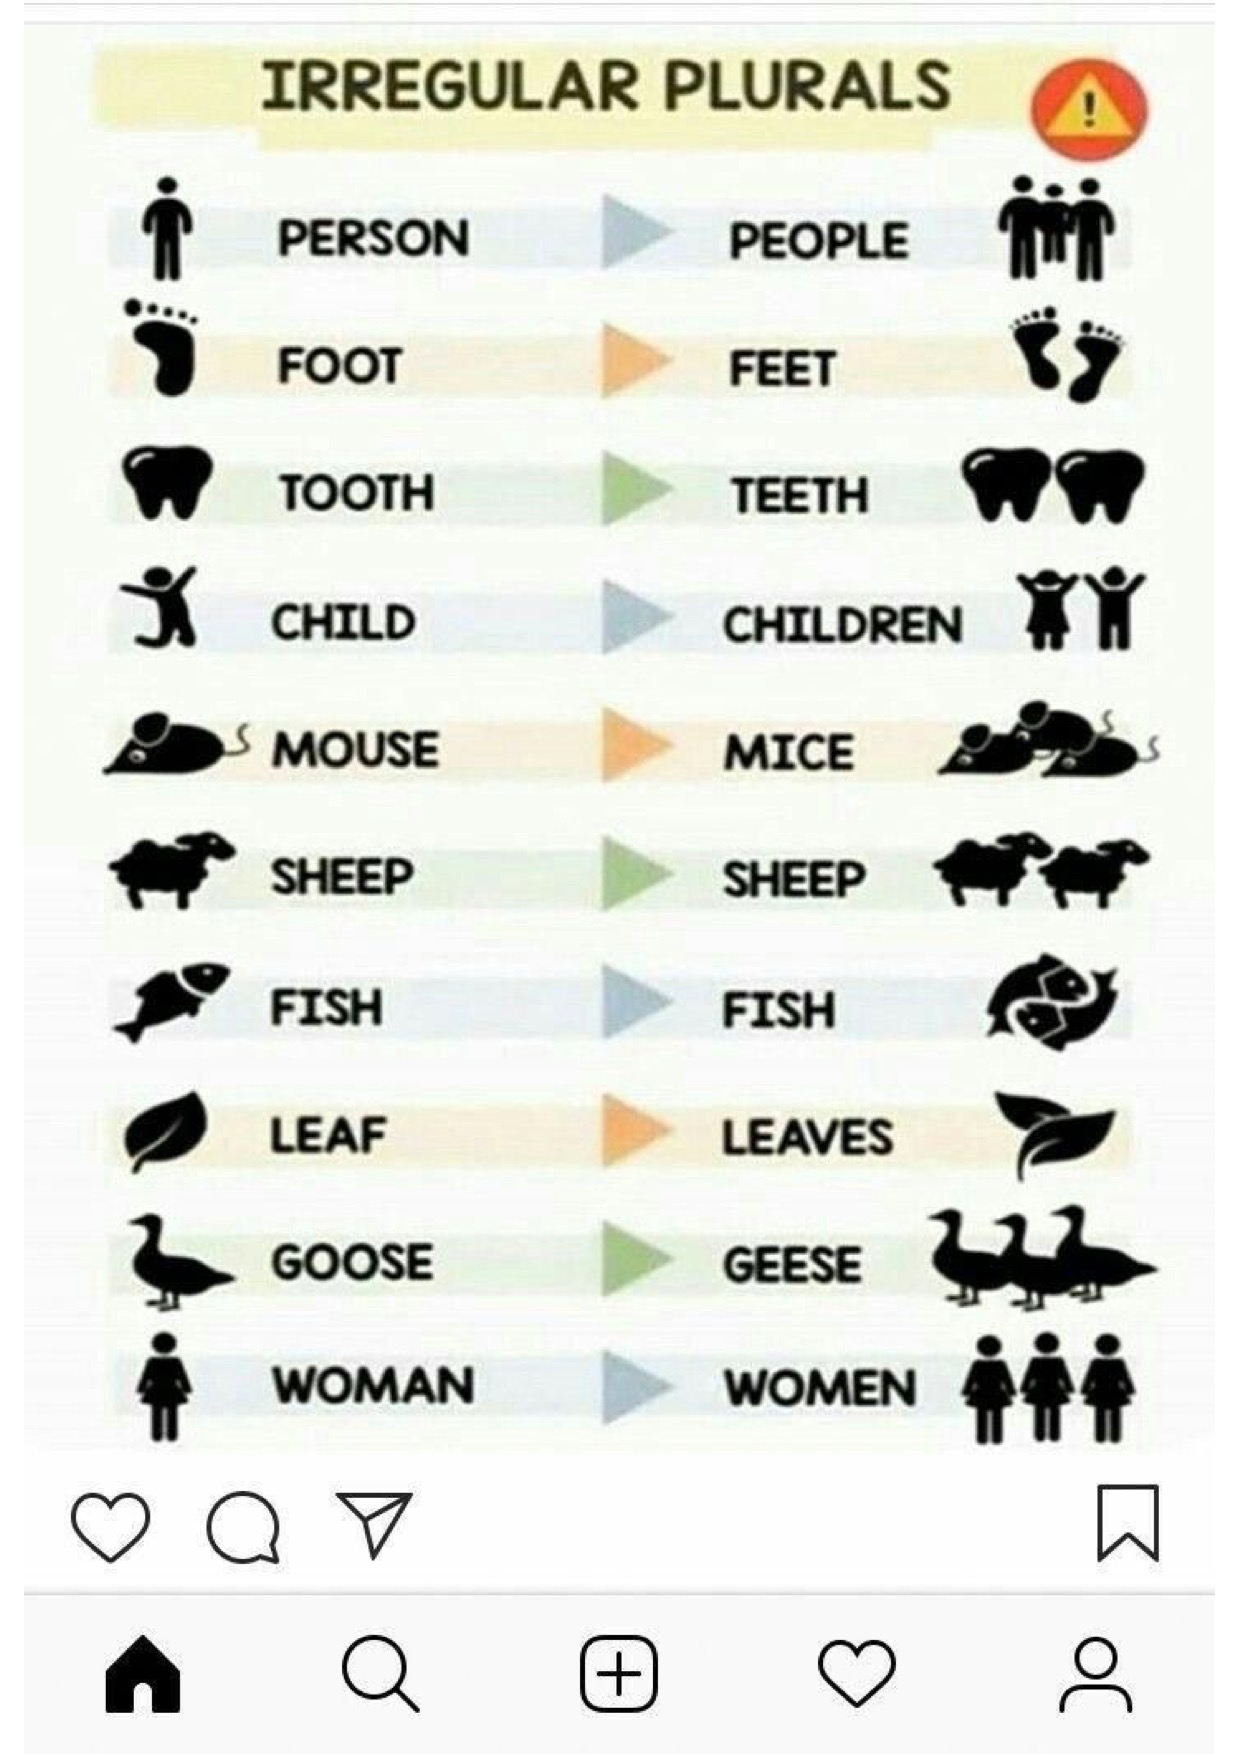 IRREGULAR PLURALS
PERSON PEOPLE
FOOT FEET
TOOTH TEETH
CHILD CHILDREN
MOUSE MICE
SHEEP SHEEP
FISH FISH
LEAF LEAVES
GOOSE GEESE
WOMAN WOMEN